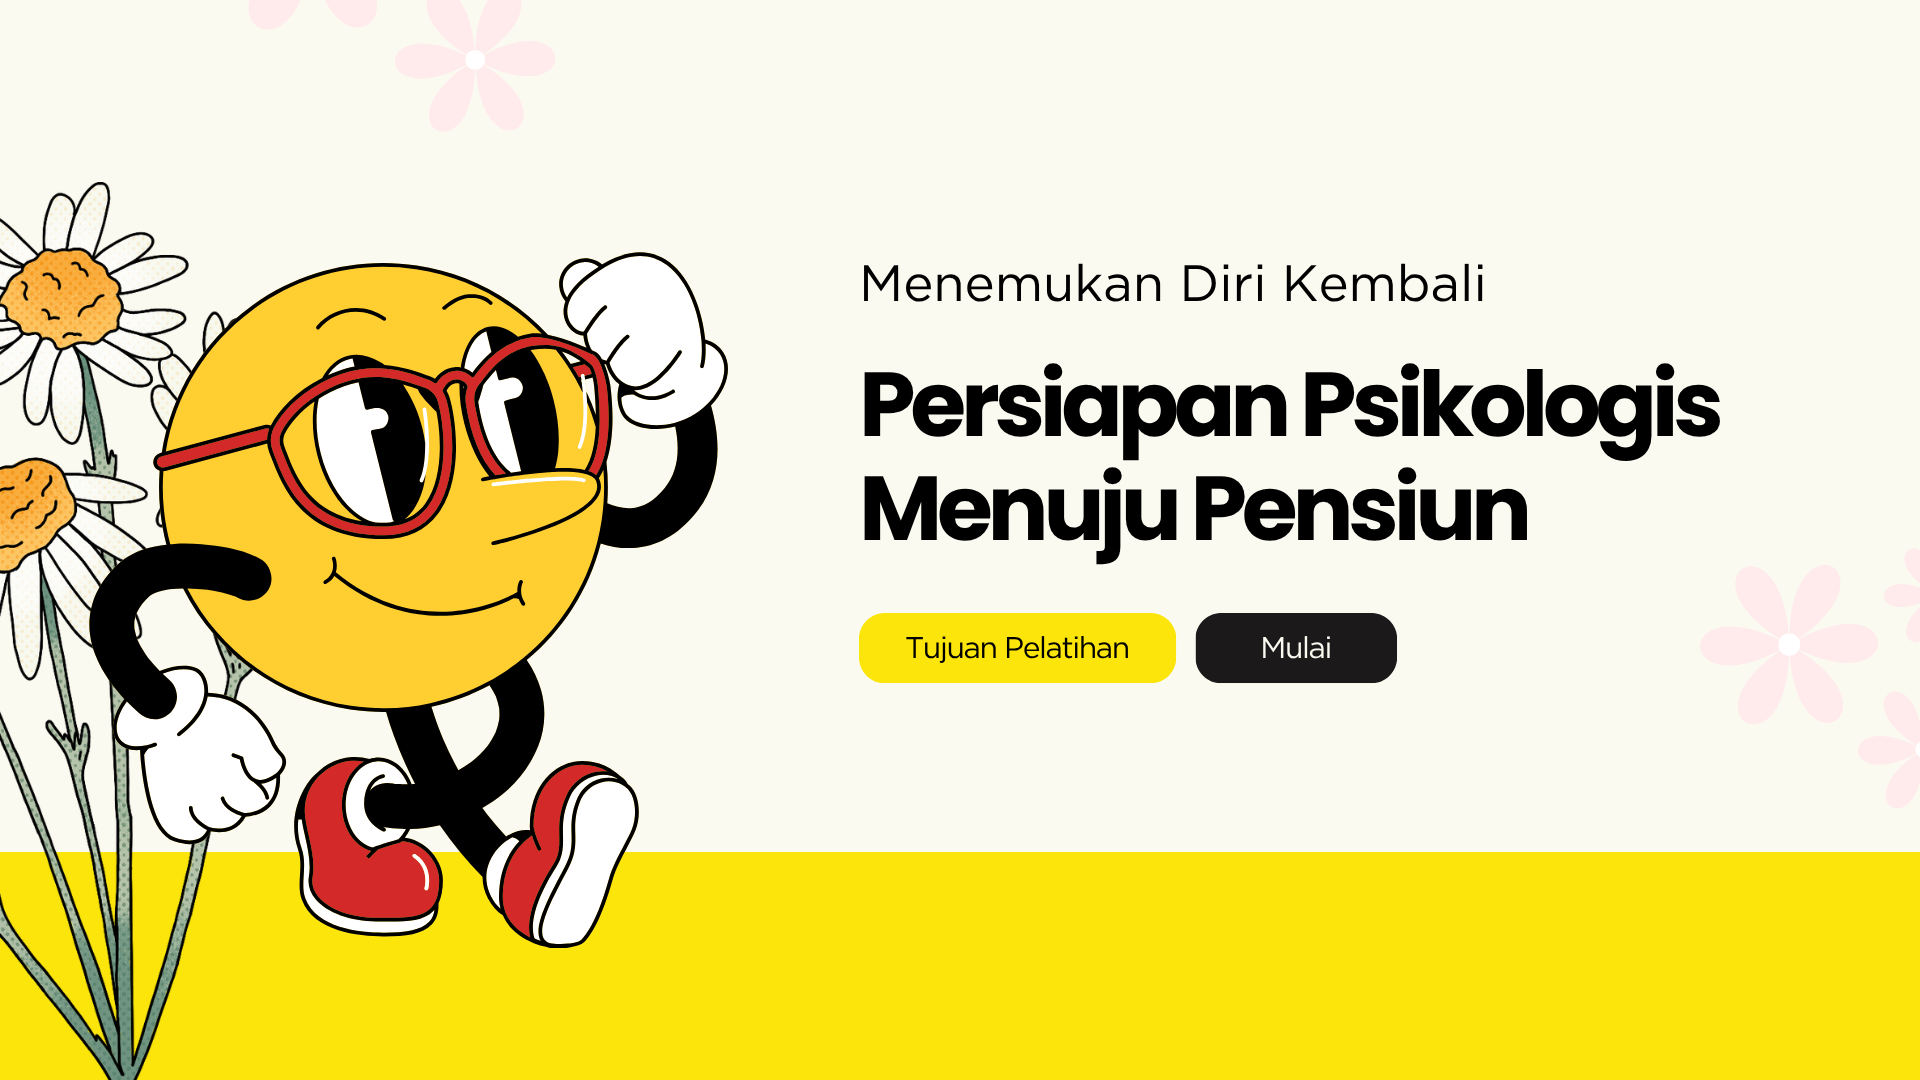 Menemukan Diri Kembali
Persiapan Psikologis
Menuju Pensiun
Tujuan Pelatihan
Mulai